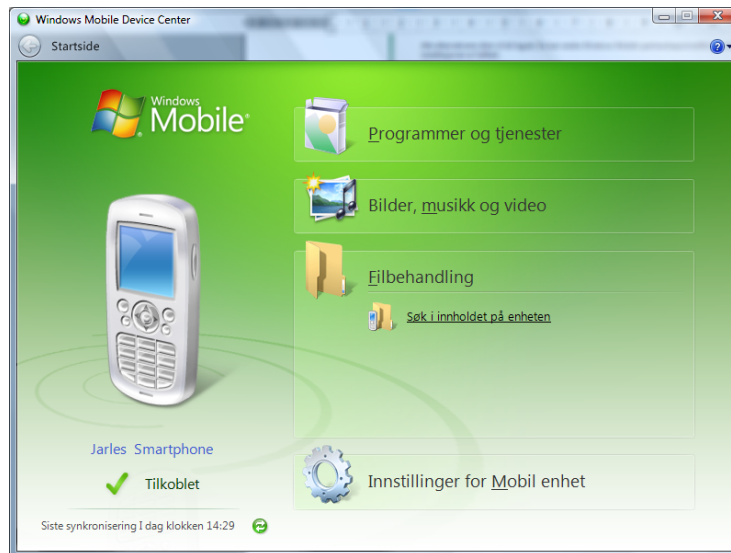 Windows Mobile Device Center
Startside
Windows
Mobile
Programmer og tjenester
Bilder, musikk og video
Filbehandling
Søk i innholdet på enheten
Innstillinger for Mobil enhet
Jarles Smartphone
Tilkoblet
Siste synkronisering I dag klokken 14:29